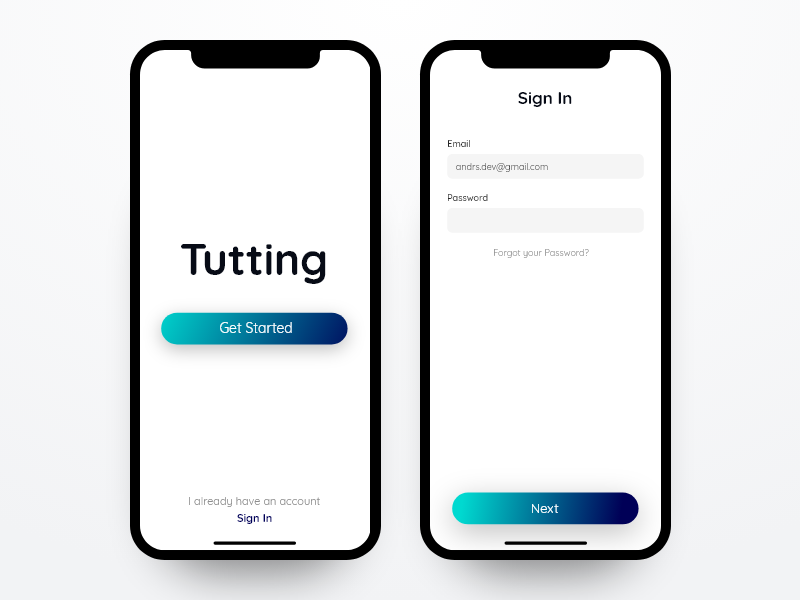 Tutting
Get Started
I already have an account
Sign In
Sign In
Email
andrs.dev@gmail.com
Password
Forgot your Password?
Next